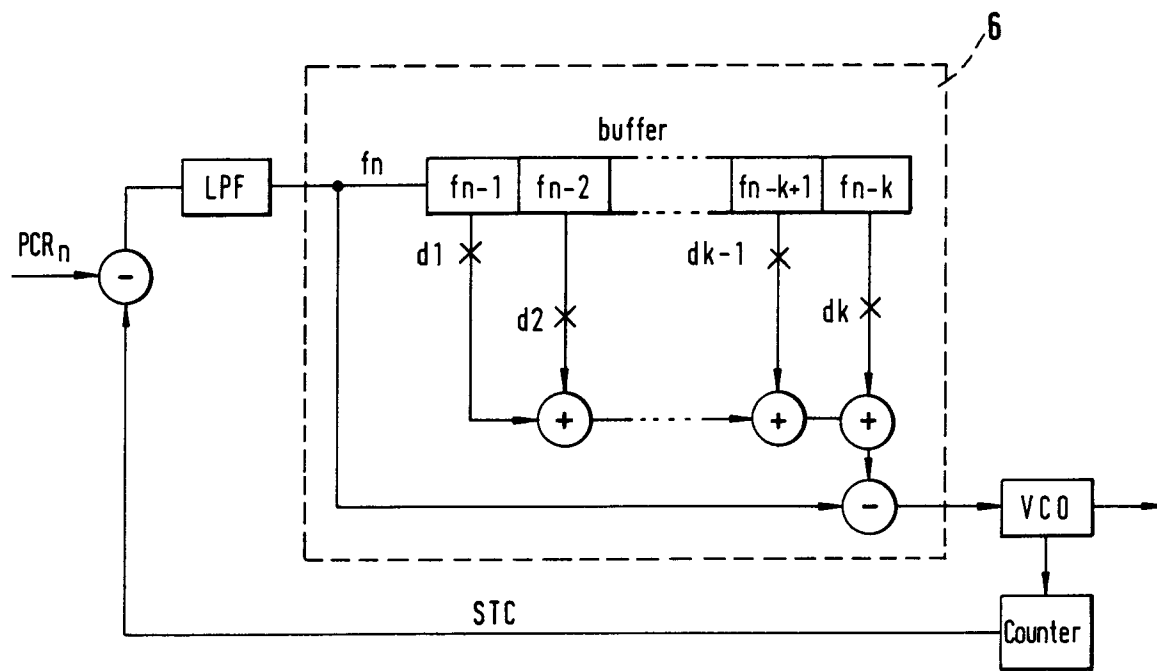 6
buffer
fn
LPF
fn-1
fn-2
fn-k+1
fn-k
PCRn
-
d1
dk-1
d2
dk
+
+
+
-
VCO
STC
Counter